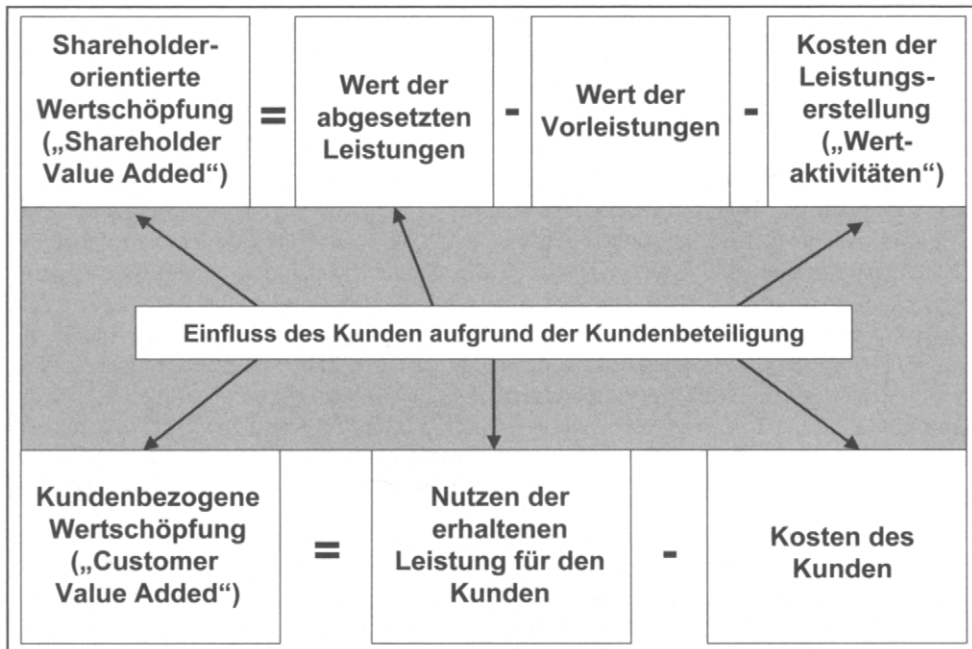 Shareholder-
orientierte
Wertschöpfung
(„Shareholder
Value Added“)
=
Wert der
abgesetzten
Leistungen
-
Wert der
Vorleistungen
-
Kosten der
Leistungs-
erstellung
(„Wert-
aktivitäten“)
Einfluss des Kunden aufgrund der Kundenbeteiligung
Kundenbezogene
Wertschöpfung
(„Customer
Value Added“)
=
Nutzen der
erhaltenen
Leistung für den
Kunden
-
Kosten des
Kunden